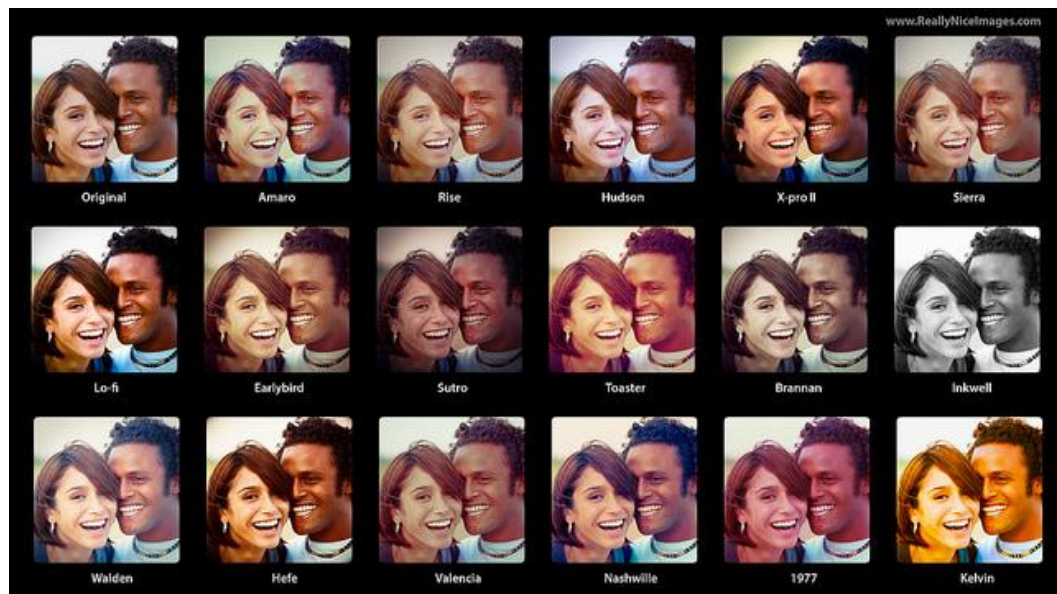 www.ReallyNiceImages.com
Original Amaro Rise Hudson X-pro II Sierra
Lo-fi Earlybird Sutro Toaster Brannan Inkwell
Walden Hefe Valencia Nashwille 1977 Kelvin